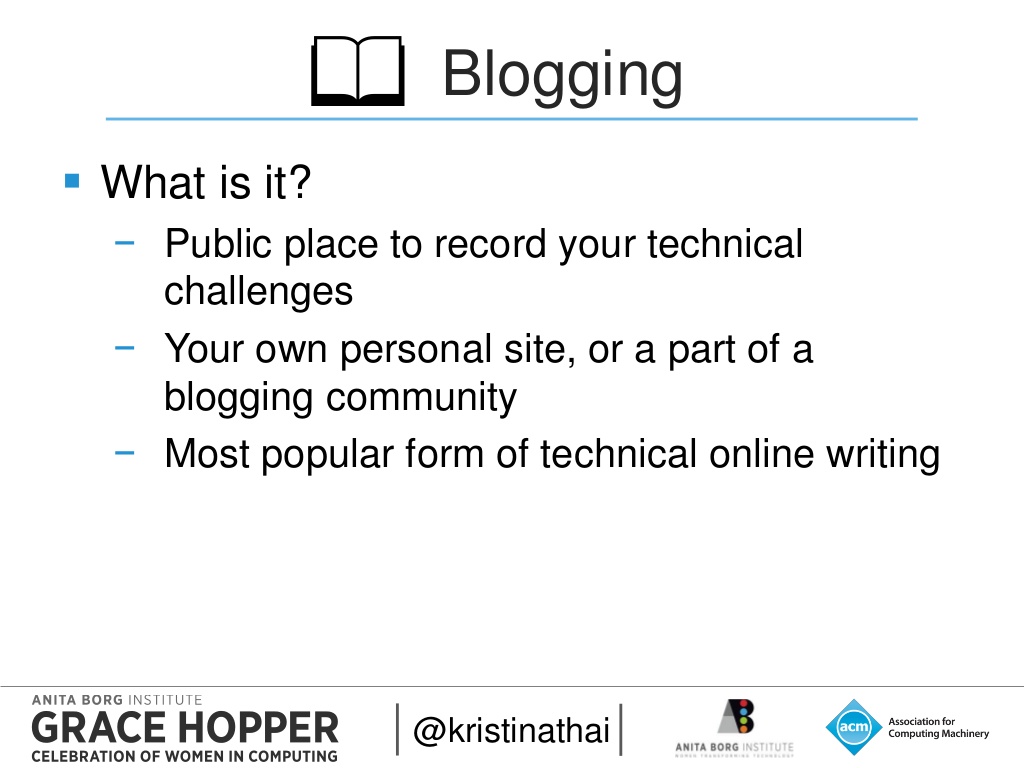 Blogging
What is it?
– Public place to record your technical
challenges
– Your own personal site, or a part of a
blogging community
– Most popular form of technical online writing
ANITA BORG INSTITUTE
GRACE HOPPER
CELEBRATION OF WOMEN IN COMPUTING
@kristinathai
AB
ANITA BORG INSTITUTE
WOMEN TRANSFORMING TECHNOLOGY
acm
Association for
Computing Machinery